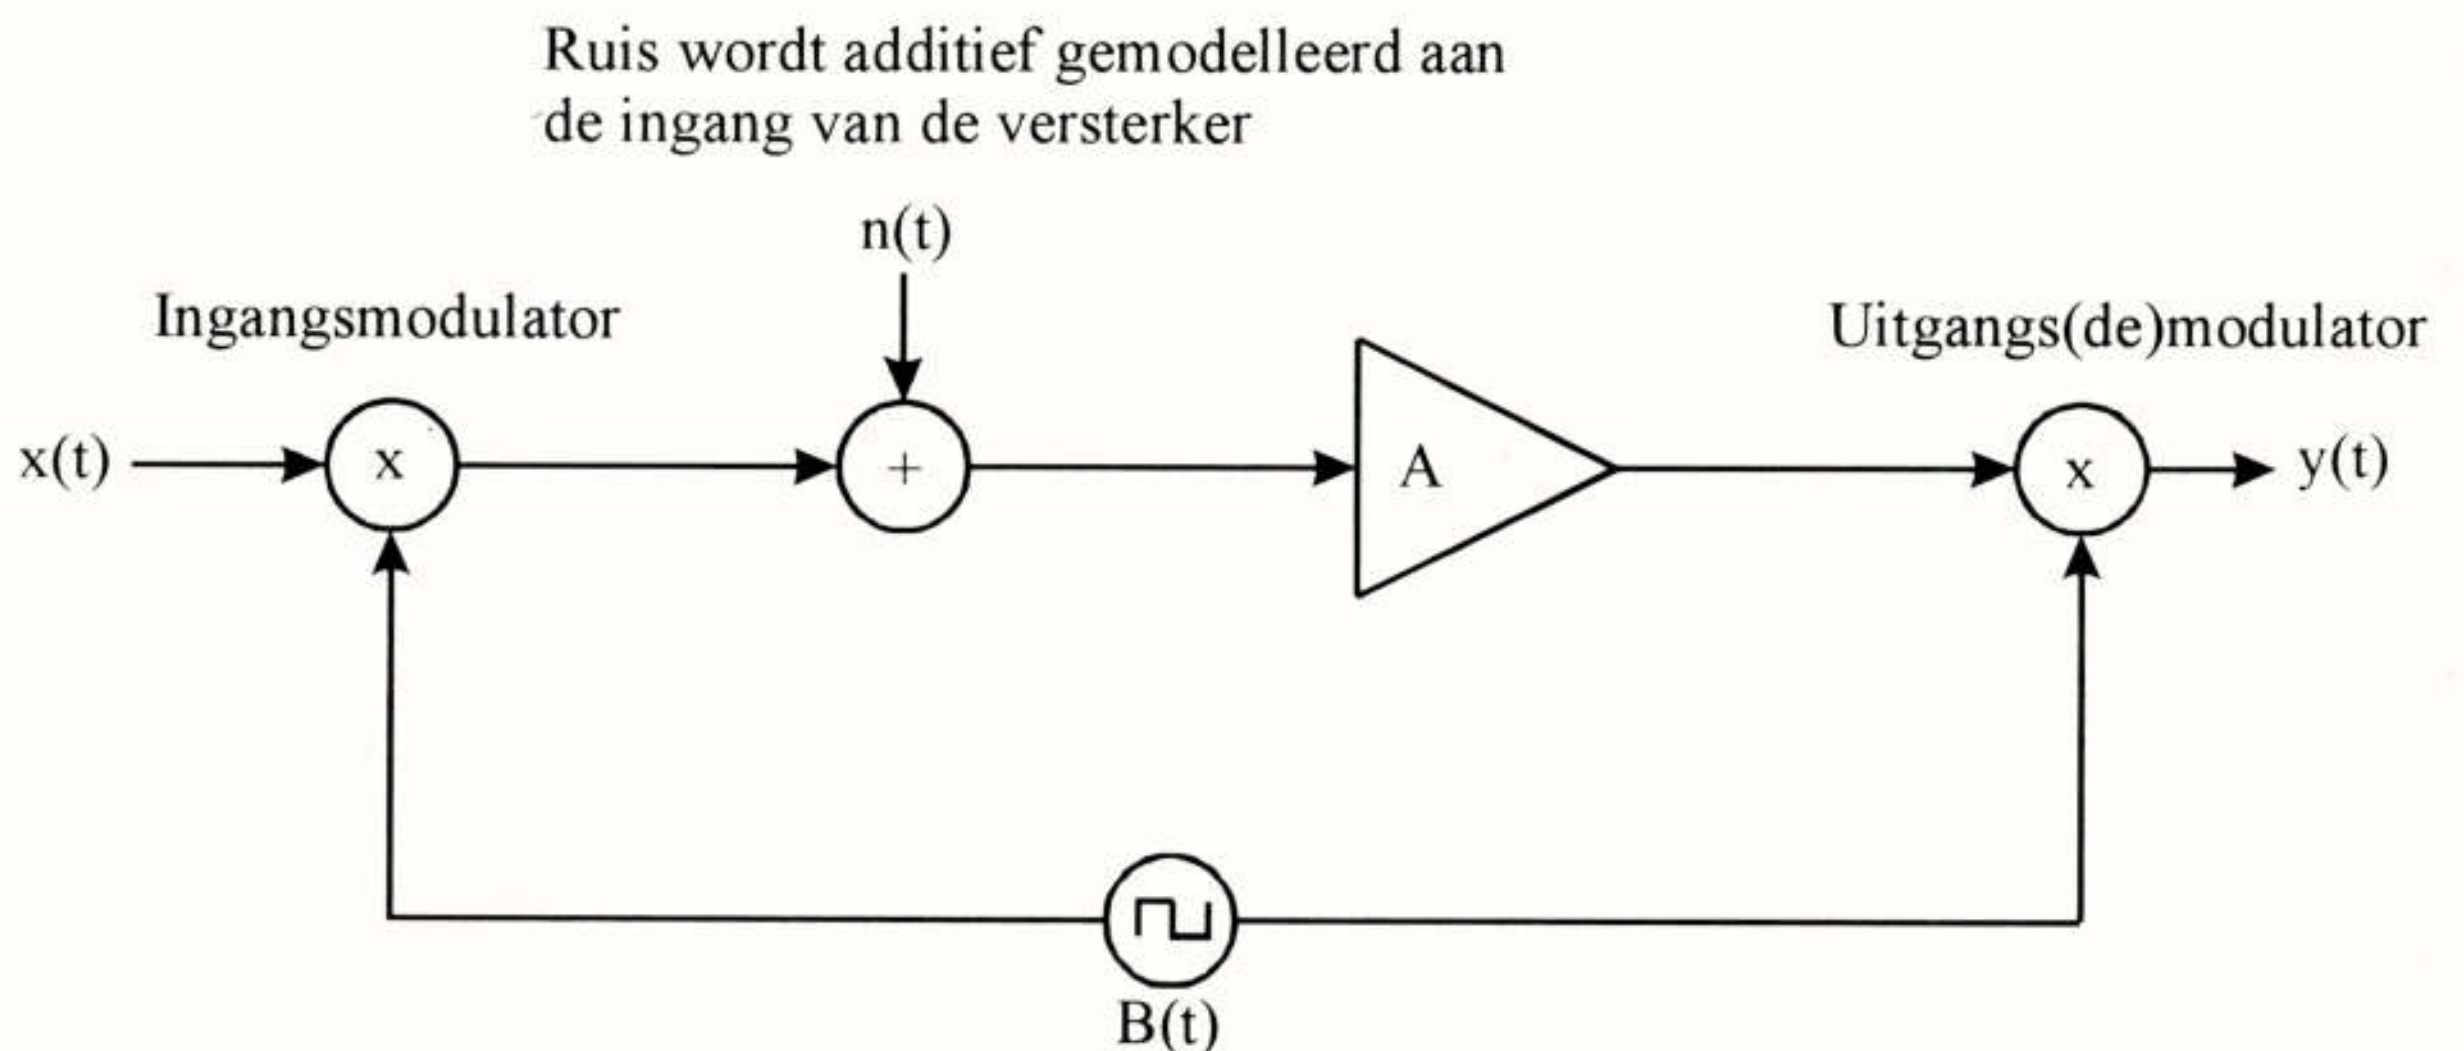 Ruis wordt additief gemodelleerd aan
de ingang van de versterker
n(t)
Ingangsmodulator
Uitgangs(de)modulator
x(t)
x
+
A
x
y(t)
B(t)